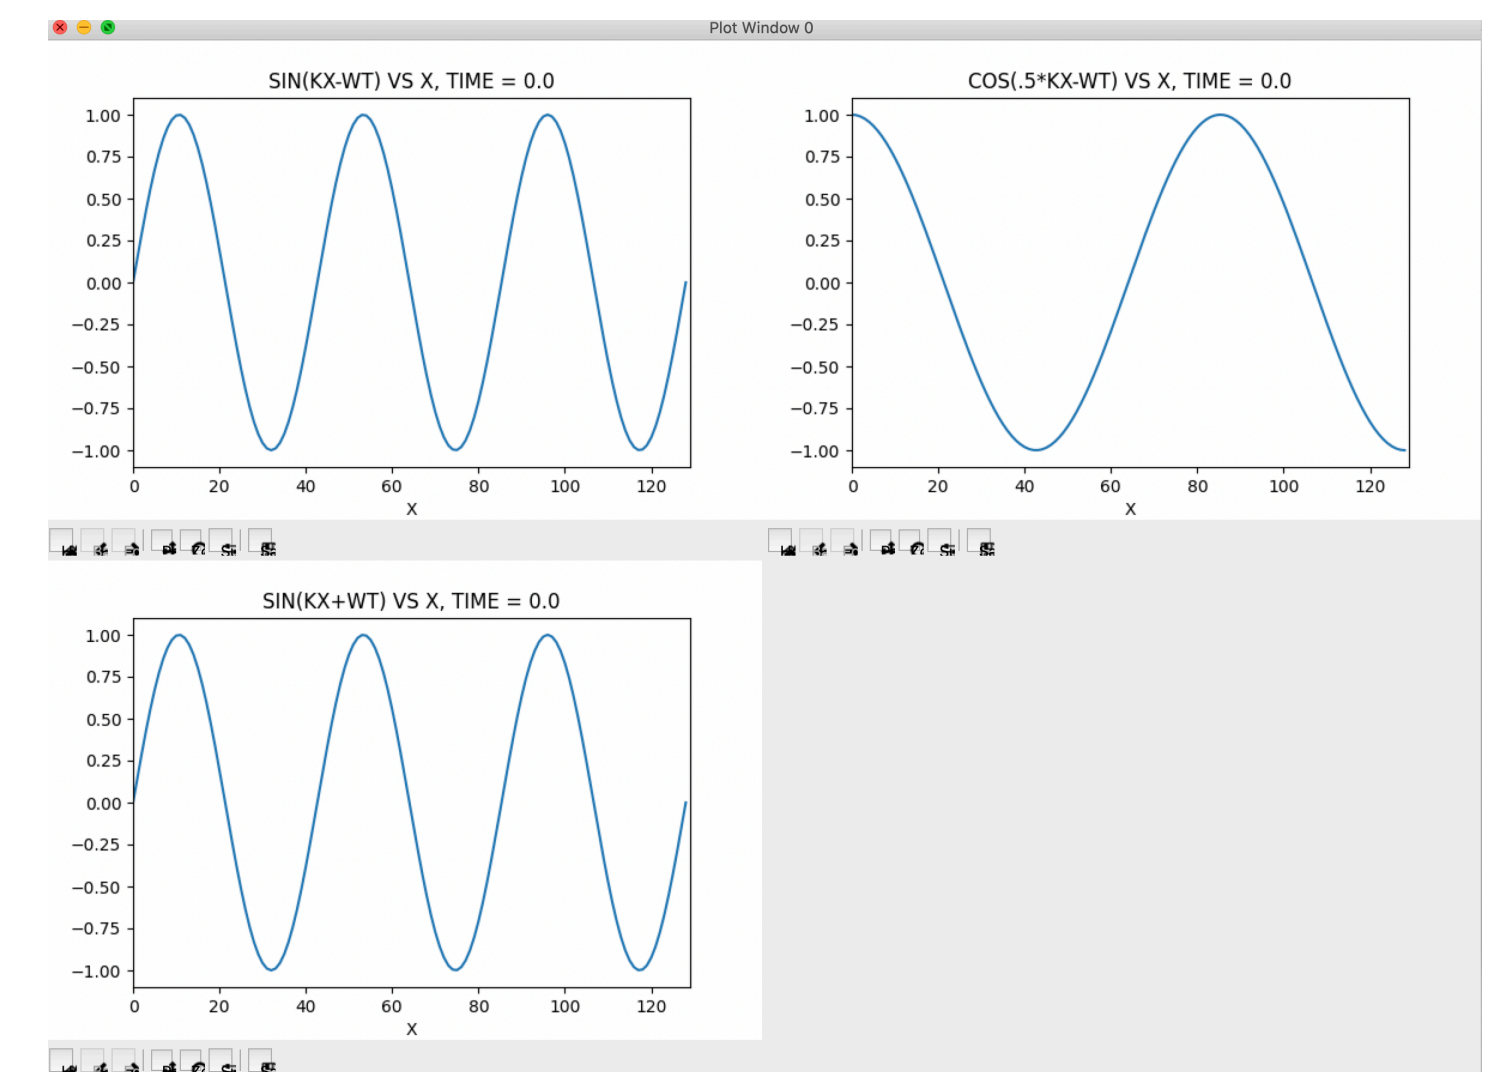 Plot Window 0
SIN(KX-WT) VS X, TIME = 0.0
1.00
0.75
0.50
0.25
0.00
−0.25
−0.50
−0.75
−1.00
0 20 40 60 80 100 120
X
COS(.5*KX-WT) VS X, TIME = 0.0
1.00
0.75
0.50
0.25
0.00
−0.25
−0.50
−0.75
−1.00
0 20 40 60 80 100 120
X
SIN(KX+WT) VS X, TIME = 0.0
1.00
0.75
0.50
0.25
0.00
−0.25
−0.50
−0.75
−1.00
0 20 40 60 80 100 120
X